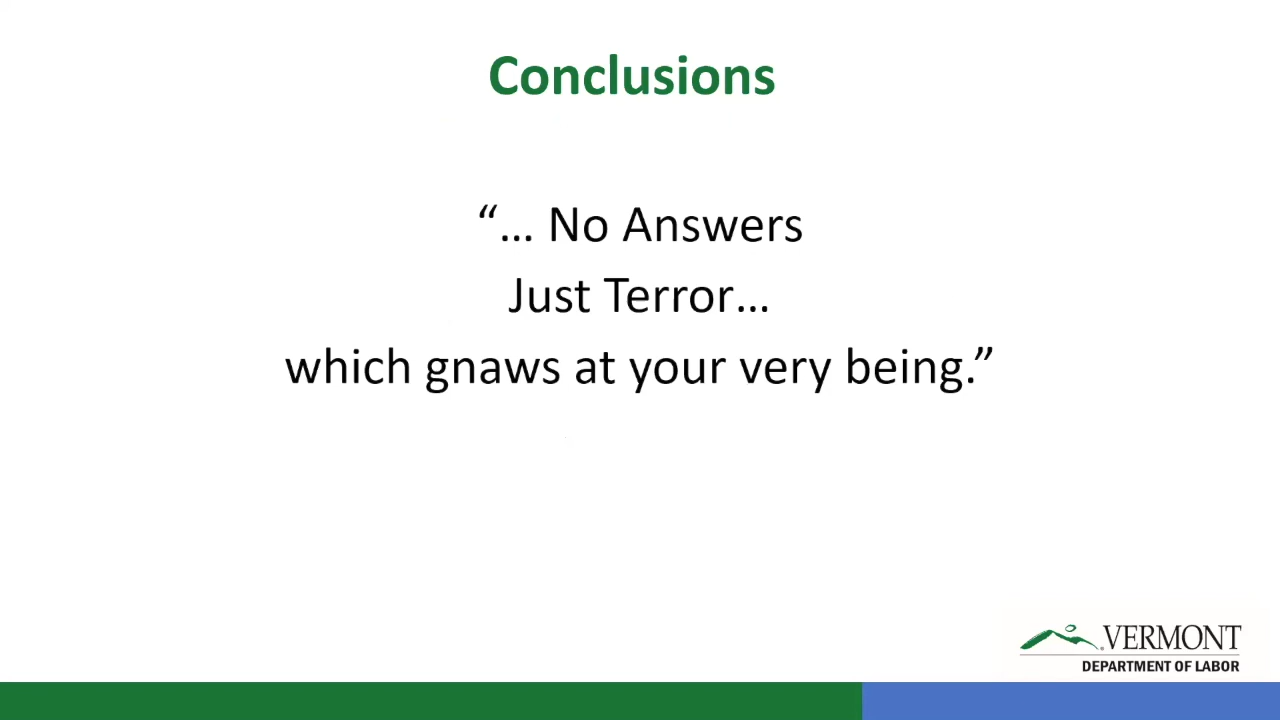 Conclusions
“… No Answers
Just Terror…
which gnaws at your very being.”
VERMONT
DEPARTMENT OF LABOR